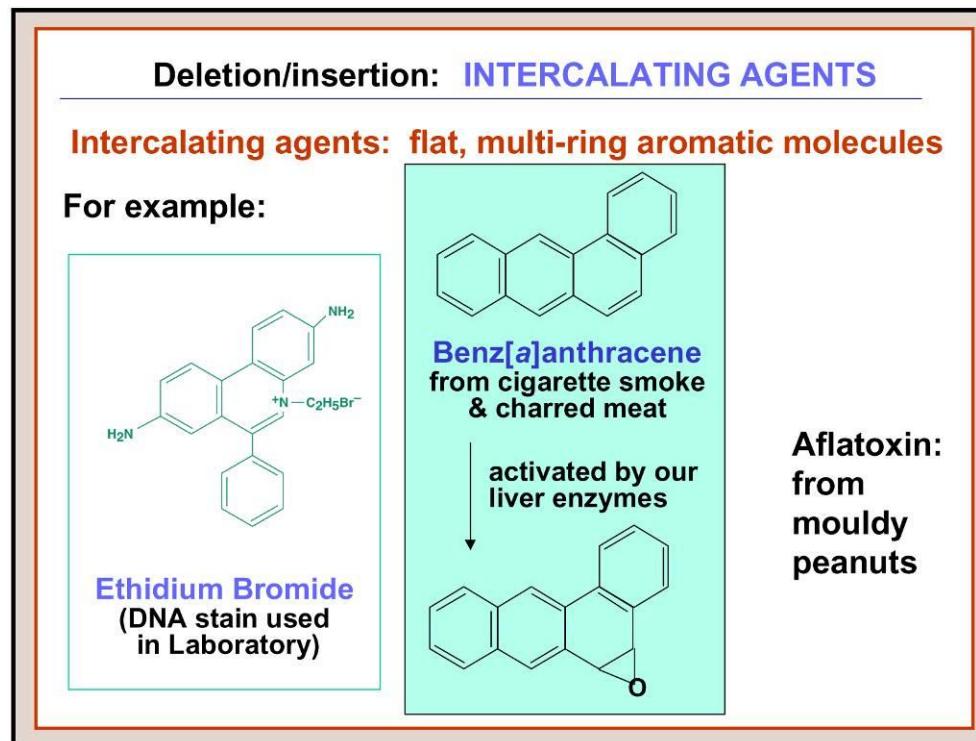 Deletion/insertion: INTERCALATING AGENTS
Intercalating agents: flat, multi-ring aromatic molecules
For example:
NH₂
⁺N—C₂H₅Br⁻
H₂N
Ethidium Bromide
(DNA stain used
in Laboratory)
Benz[a]anthracene
from cigarette smoke
& charred meat
activated by our
liver enzymes
O
Aflatoxin:
from
mouldy
peanuts